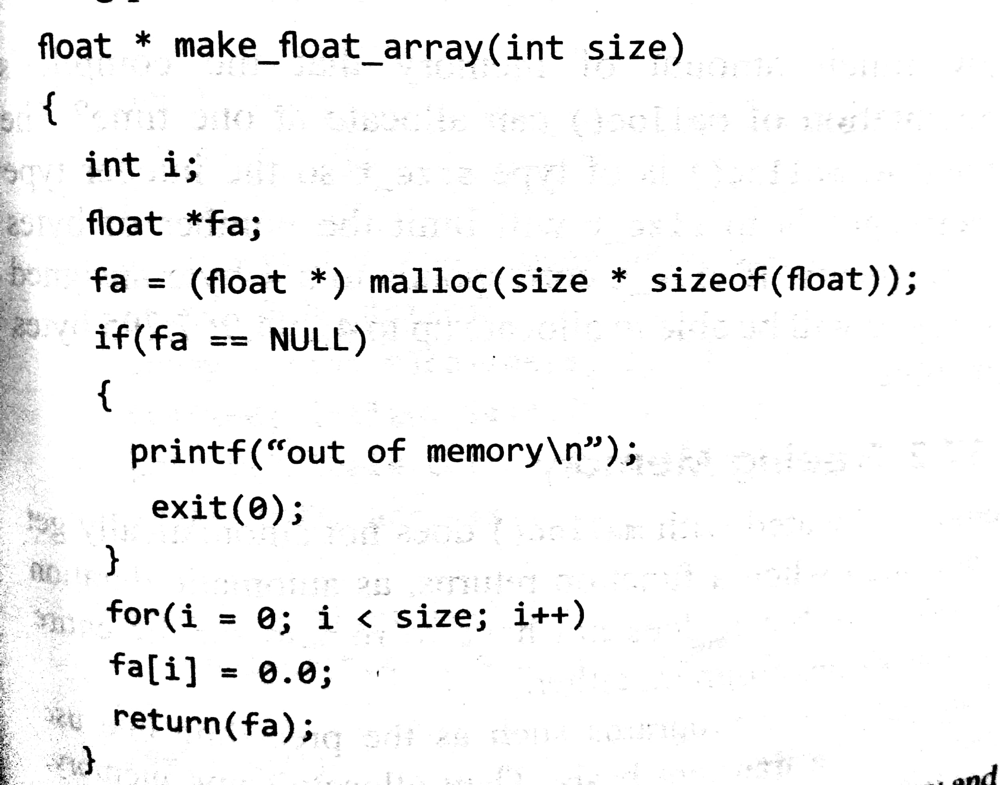 float * make_float_array(int size)
{
int i;
float *fa;
fa = (float *) malloc(size * sizeof(float));
if(fa == NULL)
{
printf(“out of memory\n”);
exit(0);
}
for(i = 0; i < size; i++)
fa[i] = 0.0;
return(fa);
}
and